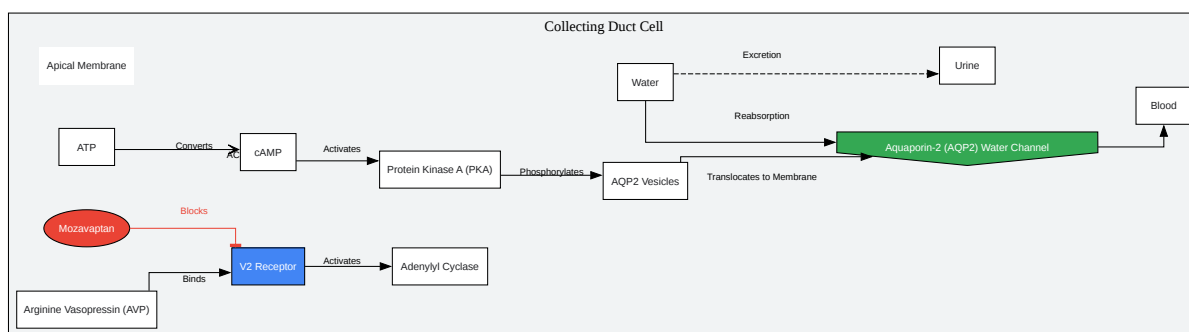 Collecting Duct Cell
Apical Membrane
Water
Excretion
Urine
Blood
Reabsorption
ATP
Converts
AC
cAMP
Activates
Protein Kinase A (PKA)
Phosphorylates
AQP2 Vesicles
Translocates to Membrane
Aquaporin-2 (AQP2) Water Channel
Mozavaptan
Blocks
V2 Receptor
Activates
Adenylyl Cyclase
Binds
Arginine Vasopressin (AVP)